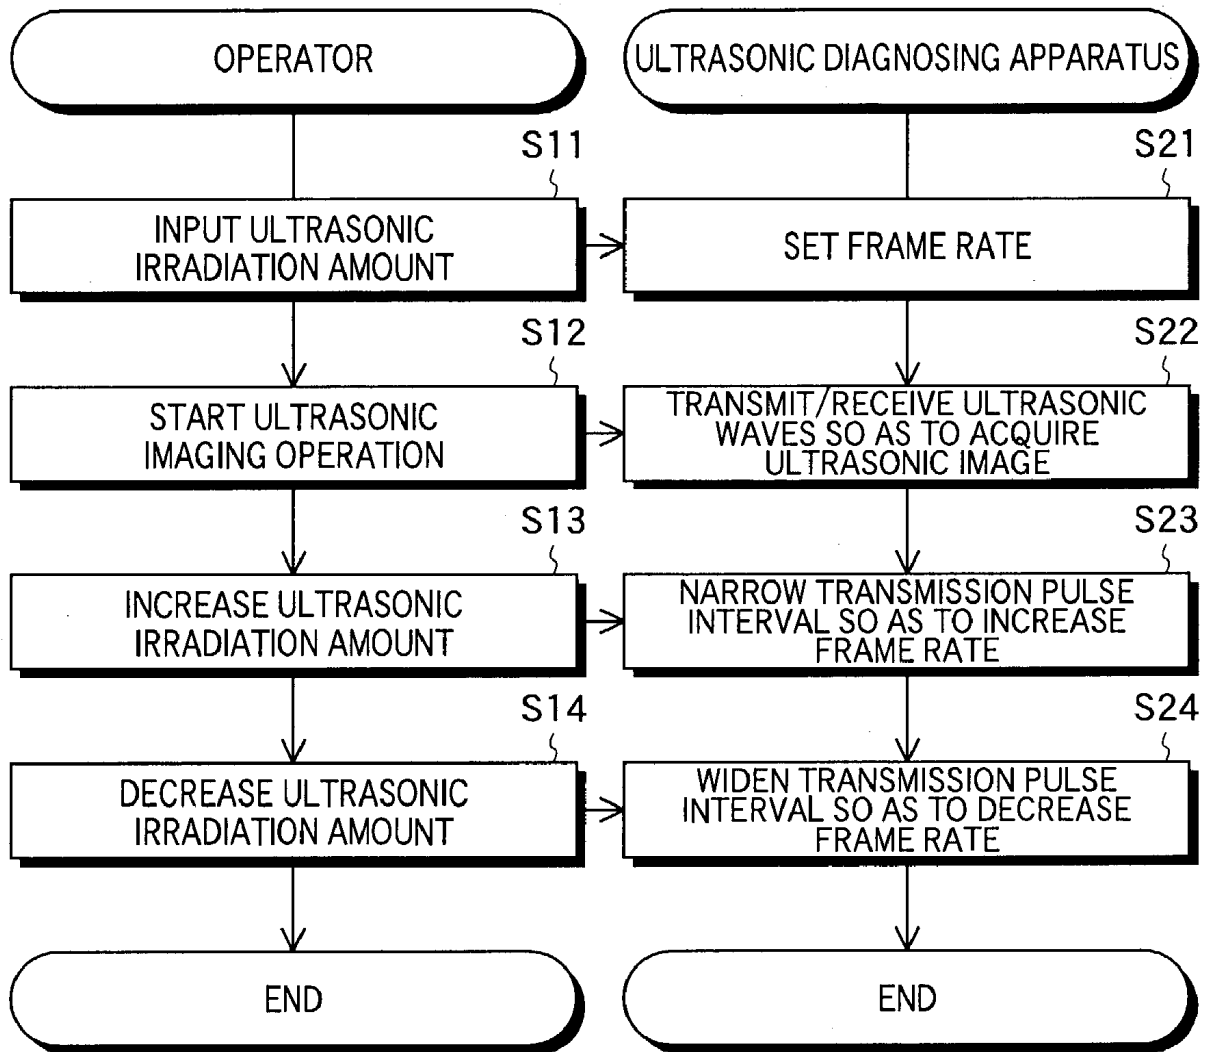 OPERATOR
ULTRASONIC DIAGNOSING APPARATUS
S11
INPUT ULTRASONIC
IRRADIATION AMOUNT
S21
SET FRAME RATE
S12
START ULTRASONIC
IMAGING OPERATION
S22
TRANSMIT/RECEIVE ULTRASONIC
WAVES SO AS TO ACQUIRE
ULTRASONIC IMAGE
S13
INCREASE ULTRASONIC
IRRADIATION AMOUNT
S23
NARROW TRANSMISSION PULSE
INTERVAL SO AS TO INCREASE
FRAME RATE
S14
DECREASE ULTRASONIC
IRRADIATION AMOUNT
S24
WIDEN TRANSMISSION PULSE
INTERVAL SO AS TO DECREASE
FRAME RATE
END
END